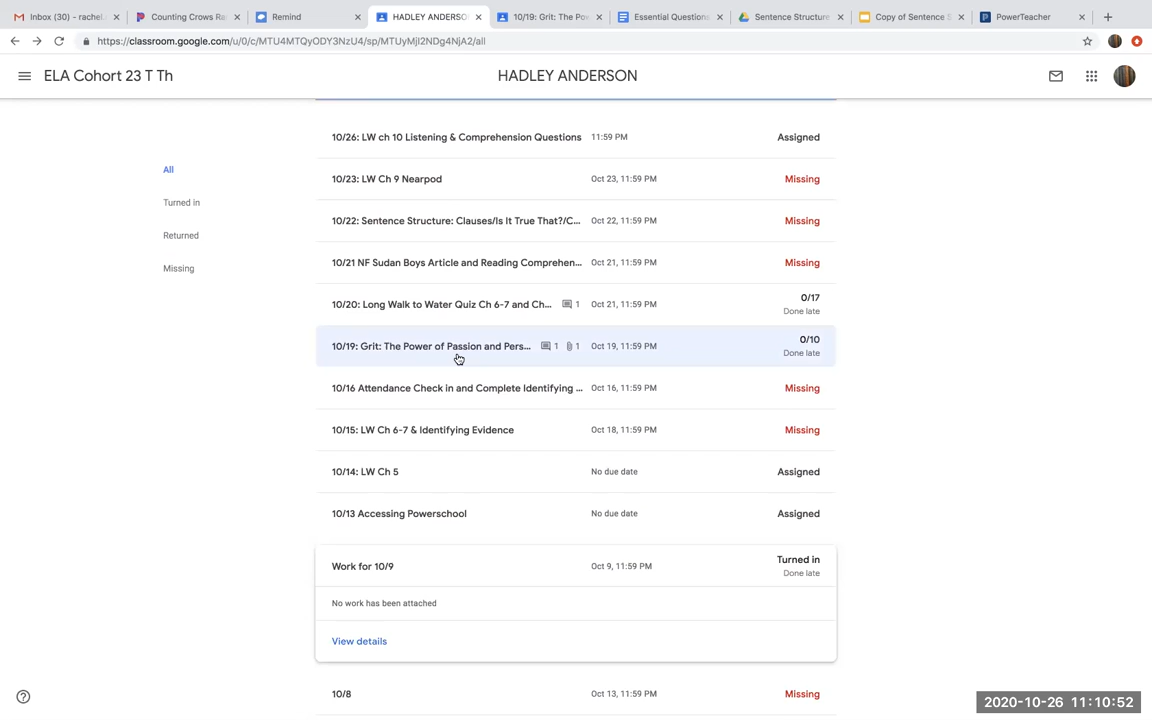 Inbox (30) - rachel.
Counting Crows Ra
Remind
HADLEY ANDERSO
10/19: Grit: The Pow
Essential Question
Sentence Structure
Copy of Sentence S
PowerTeacher
https://classroom.google.com/u/0/c/MTU4MTQyODY3NzU4/sp/MTUyMjI2NDg4NjA2/all
ELA Cohort 23 T Th
HADLEY ANDERSON
All
Turned in
Returned
Missing
10/26: LW ch 10 Listening & Comprehension Questions 11:59 PM Assigned
10/23: LW Ch 9 Nearpod Oct 23, 11:59 PM Missing
10/22: Sentence Structure: Clauses/Is It True That?/C... Oct 22, 11:59 PM Missing
10/21 NF Sudan Boys Article and Reading Comprehen... Oct 21, 11:59 PM Missing
10/20: Long Walk to Water Quiz Ch 6-7 and Ch... 1 Oct 21, 11:59 PM 0/17
Done late
10/19: Grit: The Power of Passion and Pers... 1 1 Oct 19, 11:59 PM 0/10
Done late
10/16 Attendance Check in and Complete Identifying ... Oct 16, 11:59 PM Missing
10/15: LW Ch 6-7 & Identifying Evidence Oct 18, 11:59 PM Missing
10/14: LW Ch 5 No due date Assigned
10/13 Accessing Powerschool No due date Assigned
Work for 10/9 Oct 9, 11:59 PM Turned in
Done late
No work has been attached
View details
10/8 Oct 13, 11:59 PM Missing
2020-10-26 11:10:52